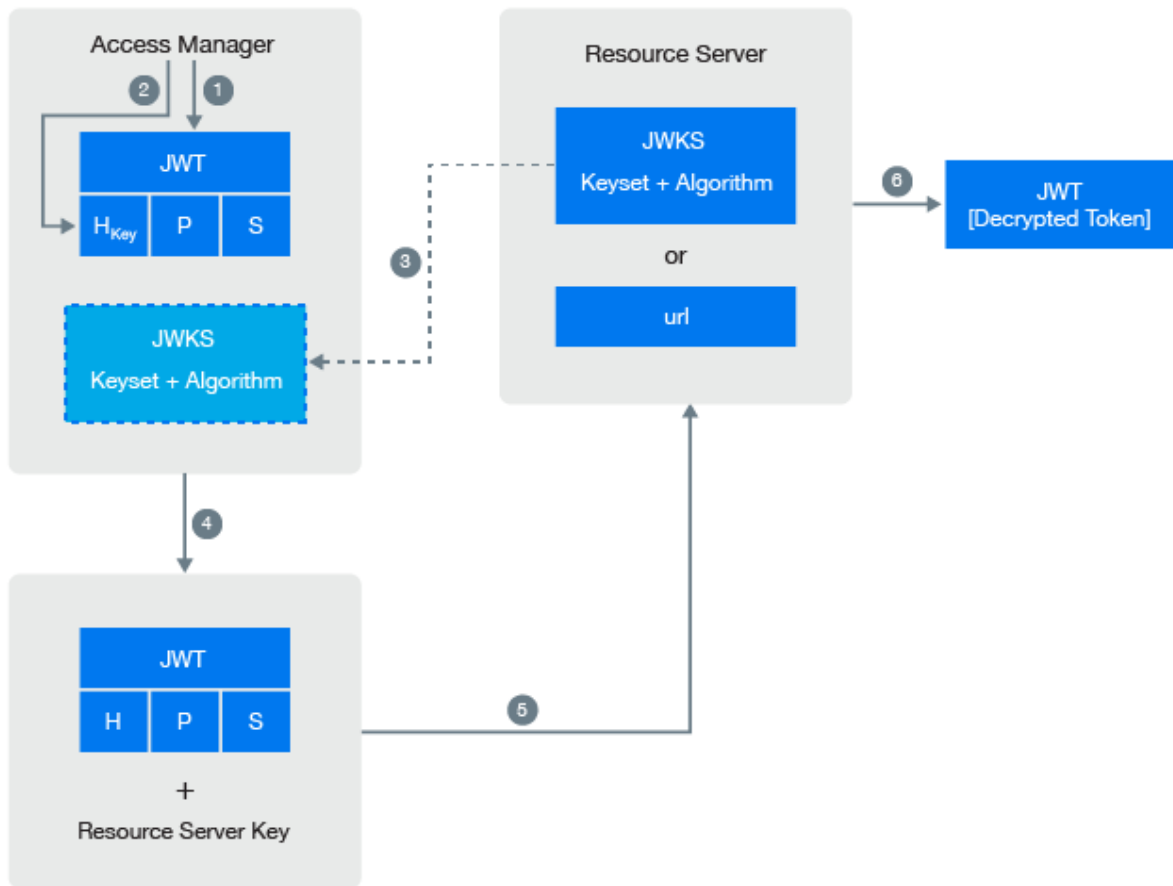 Access Manager
2
1
JWT
HKey
P
S
JWKS
Keyset + Algorithm
3
Resource Server
JWKS
Keyset + Algorithm
or
url
6
JWT
[Decrypted Token]
4
JWT
H
P
S
+
Resource Server Key
5